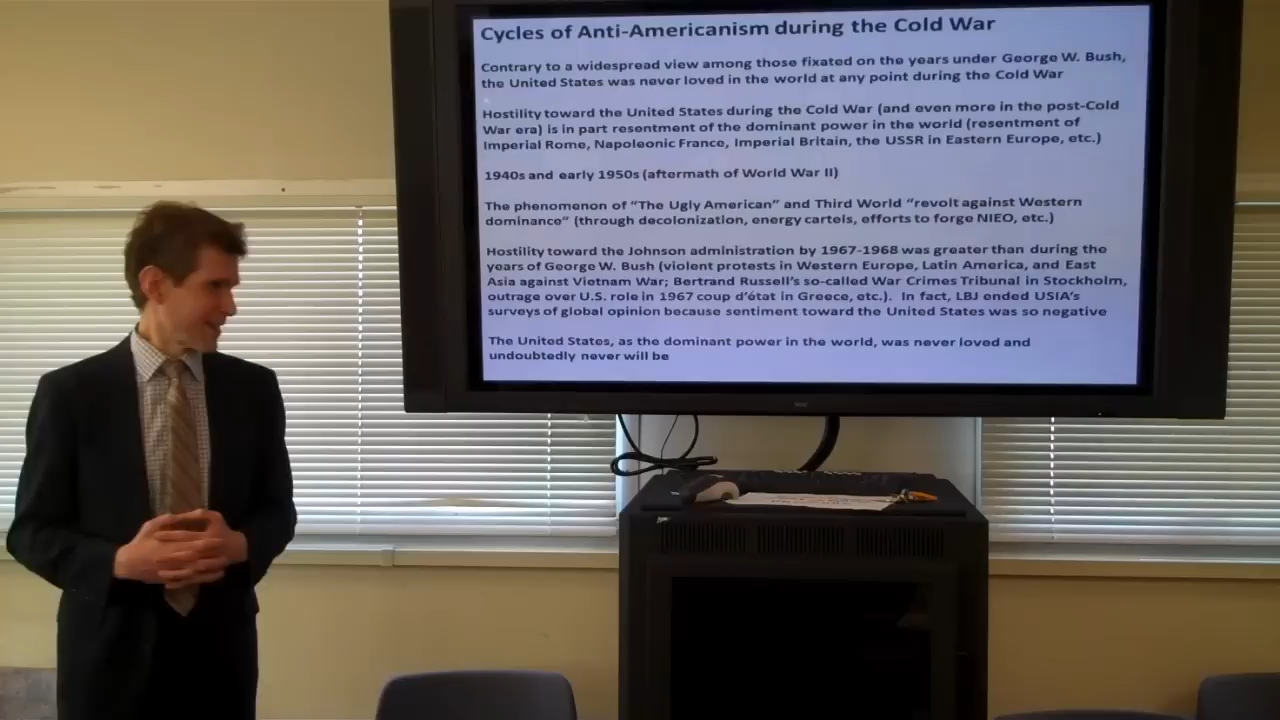 Cycles of Anti-Americanism during the Cold War
Contrary to a widespread view among those fixated on the years under George W. Bush,
the United States was never loved in the world at any point during the Cold War
Hostility toward the United States during the Cold War (and even more in the post-Cold
War era) is in part resentment of the dominant power in the world (resentment of
Imperial Rome, Napoleonic France, Imperial Britain, the USSR in Eastern Europe, etc.)
1940s and early 1950s (aftermath of World War II)
The phenomenon of "The Ugly American" and Third World "revolt against Western
dominance" (through decolonization, energy cartels, efforts to forge NIEO, etc.)
Hostility toward the Johnson administration by 1967-1968 was greater than during the
years of George W. Bush (violent protests in Western Europe, Latin America, and East
Asia against Vietnam War; Bertrand Russell's so-called War Crimes Tribunal in Stockholm,
outrage over U.S. role in 1967 coup d'état in Greece, etc.). In fact, LBJ ended USIA's
surveys of global opinion because sentiment toward the United States was so negative
The United States, as the dominant power in the world, was never loved and
undoubtedly never will be